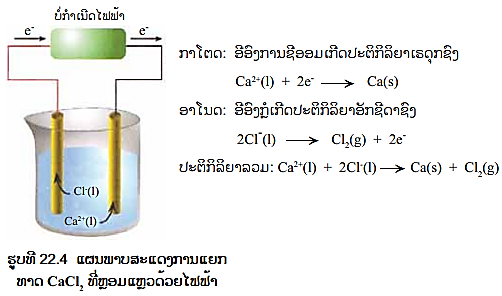 ບໍ່ກຳເນີດໄຟຟ້າ
e⁻
e⁻
Cl⁻(l)
Ca²⁺(l)
ຮູບທີ 22.4 ແຜນພາບສະແດງການແຍກ
ທາດ CaCl₂ ທີ່ຫຼອມແຫຼວດ້ວຍໄຟຟ້າ
ກາໂຕດ: ອີອົງການຊີອອມເກີດປະຕິກິລິຍາເຣດຸກຊົງ
Ca²⁺(l) + 2e⁻ ⟶ Ca(s)
ອາໂນດ: ອີອົງກຼໍເກີດປະຕິກິລິຍາອັກຊີດາຊົງ
2Cl⁻(l) ⟶ Cl₂(g) + 2e⁻
ປະຕິກິລິຍາລວມ: Ca²⁺(l) + 2Cl⁻(l) ⟶ Ca(s) + Cl₂(g)